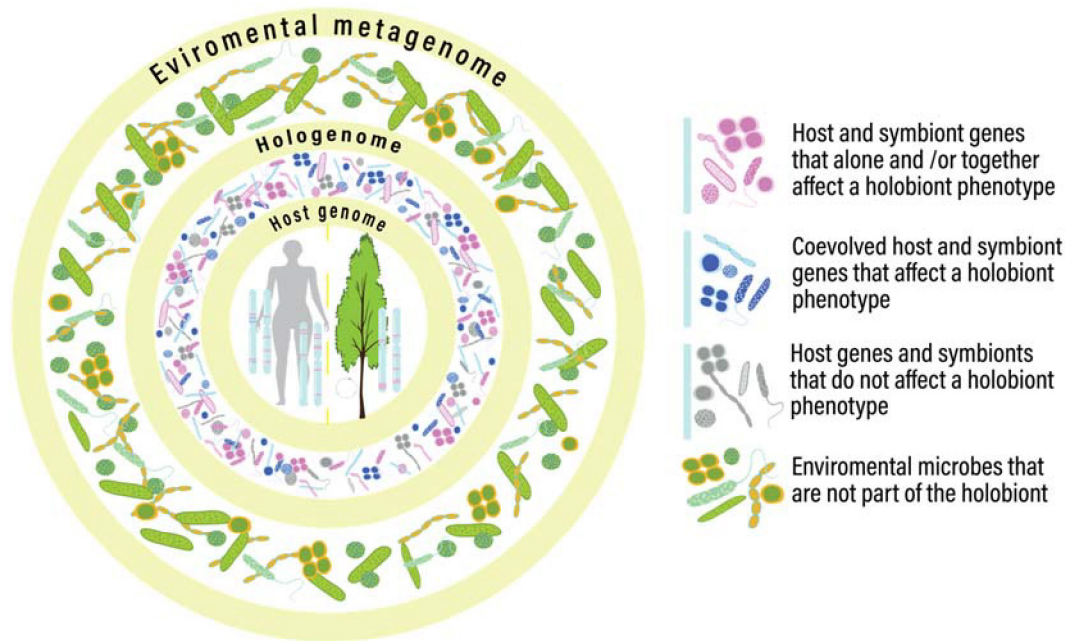 Eviromental metagenome
Hologenome
Host genome
Host and symbiont genes
that alone and /or together
affect a holobiont phenotype
Coevolved host and symbiont
genes that affect a holobiont
phenotype
Host genes and symbionts
that do not affect a holobiont
phenotype
Enviromental microbes that
are not part of the holobiont